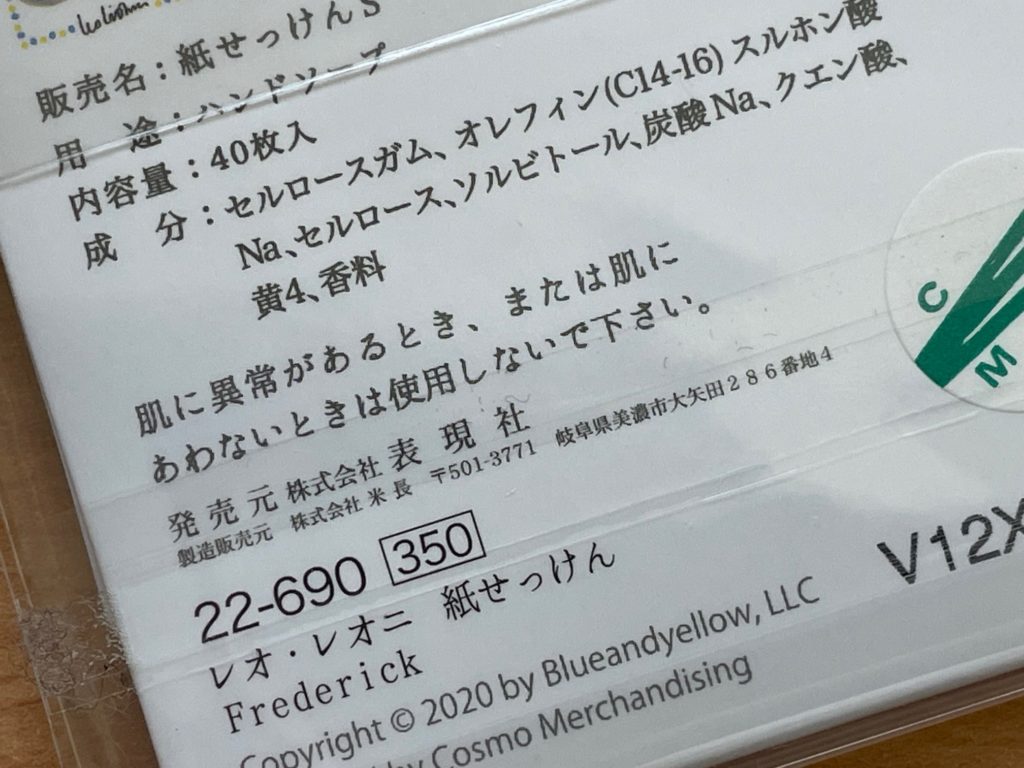 販売名：紙せっけんS
用　途：ハンドソープ
内容量：40枚入
成　分：セルロースガム、オレフィン(C14-16) スルホン酸
Na、セルロース、ソルビトール、炭酸Na、クエン酸、
黄4、香料
肌に異常があるとき、または肌に
あわないときは使用しないで下さい。
発売元 株式会社 表現社
製造販売元　株式会社 米長　〒501-3771　岐阜県美濃市大矢田２８６番地4
22-690 350
レオ・レオニ　紙せっけん
Frederick
Copyright © 2020 by Blueandyellow, LLC
by Cosmo Merchandising
V12X
C
M